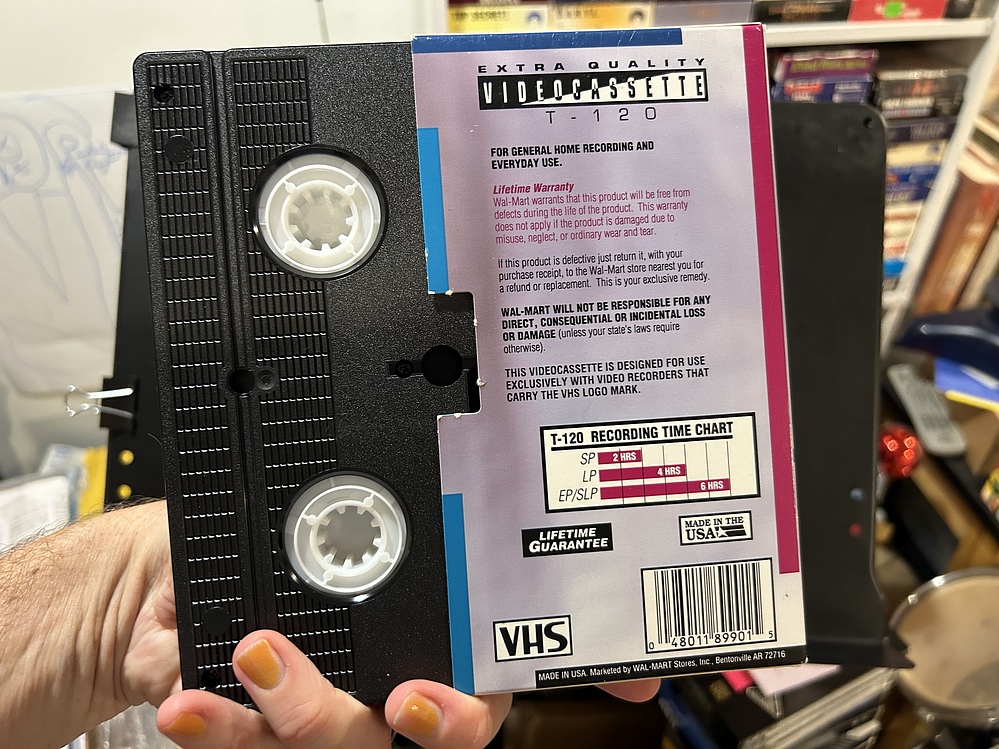 EXTRA QUALITY
VIDEOCASSETTE
T-120
FOR GENERAL HOME RECORDING AND
EVERYDAY USE.
Lifetime Warranty
Wal-Mart warrants that this product will be free from
defects during the life of the product. This warranty
does not apply if the product is damaged due to
misuse, neglect, or ordinary wear and tear.
If this product is defective just return it, with your
purchase receipt, to the Wal-Mart store nearest you for
a refund or replacement. This is your exclusive remedy.
WAL-MART WILL NOT BE RESPONSIBLE FOR ANY
DIRECT, CONSEQUENTIAL OR INCIDENTAL LOSS
OR DAMAGE (unless your state's laws require
otherwise).
THIS VIDEOCASSETTE IS DESIGNED FOR USE
EXCLUSIVELY WITH VIDEO RECORDERS THAT
CARRY THE VHS LOGO MARK.
T-120 RECORDING TIME CHART
SP 2 HRS
LP 4 HRS
EP/SLP 6 HRS
LIFETIME
GUARANTEE
MADE IN THE
USA
VHS
0 48011 89901 5
MADE IN USA. Marketed by WAL-MART Stores, Inc., Bentonville AR 72716